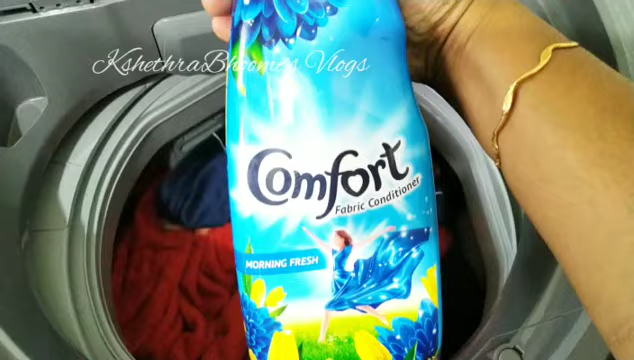 KshethraBhoomi's Vlogs
Comfort
Fabric Conditioner
MORNING FRESH